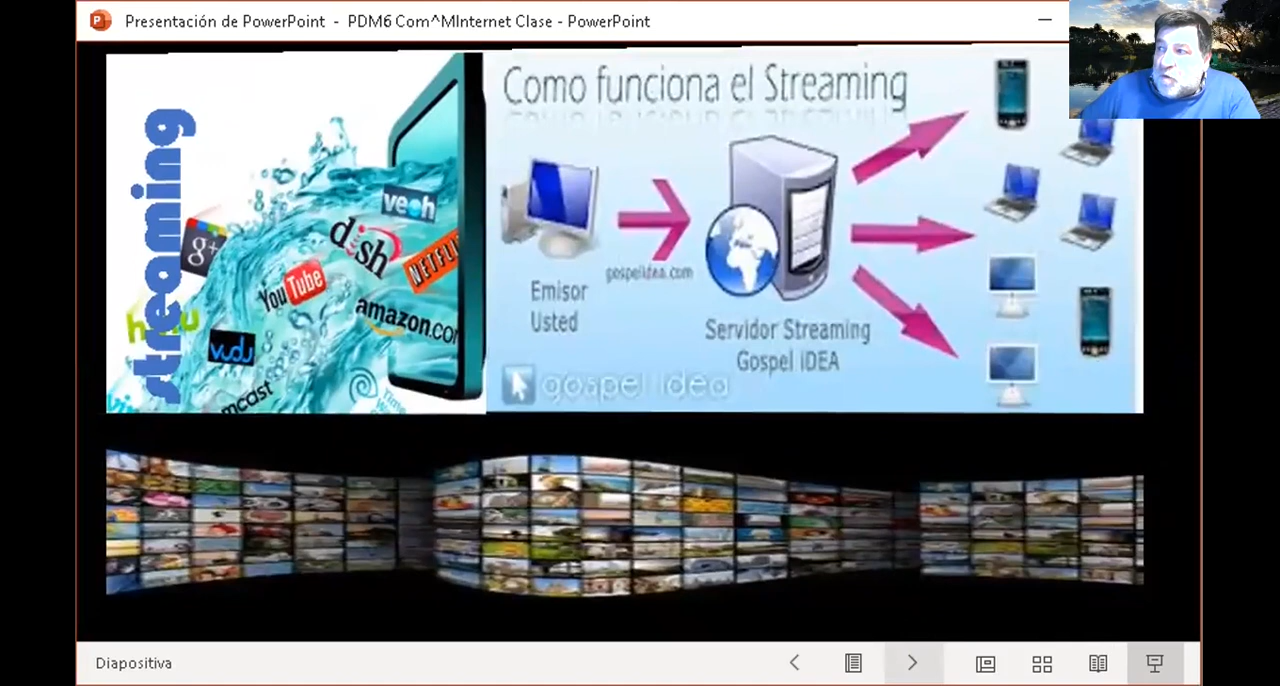 Presentación de PowerPoint - PDM6 Com^MInternet Clase - PowerPoint
streaming
g+
YouTube
vudu
veoh
dish
NETFLIX
amazon.com
Como funciona el Streaming
gospelidea.com
Emisor
Usted
Servidor Streaming
Gospel iDEA
gospel idea
Diapositiva